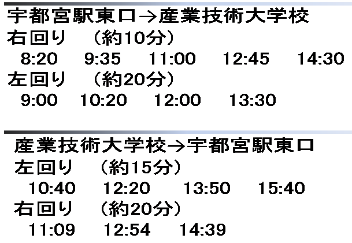 宇都宮駅東口→産業技術大学校
右回り （約10分）
8:20 9:35 11:00 12:45 14:30
左回り （約20分）
9:00 10:20 12:00 13:30
産業技術大学校→宇都宮駅東口
左回り （約15分）
10:40 12:20 13:50 15:40
右回り （約20分）
11:09 12:54 14:39